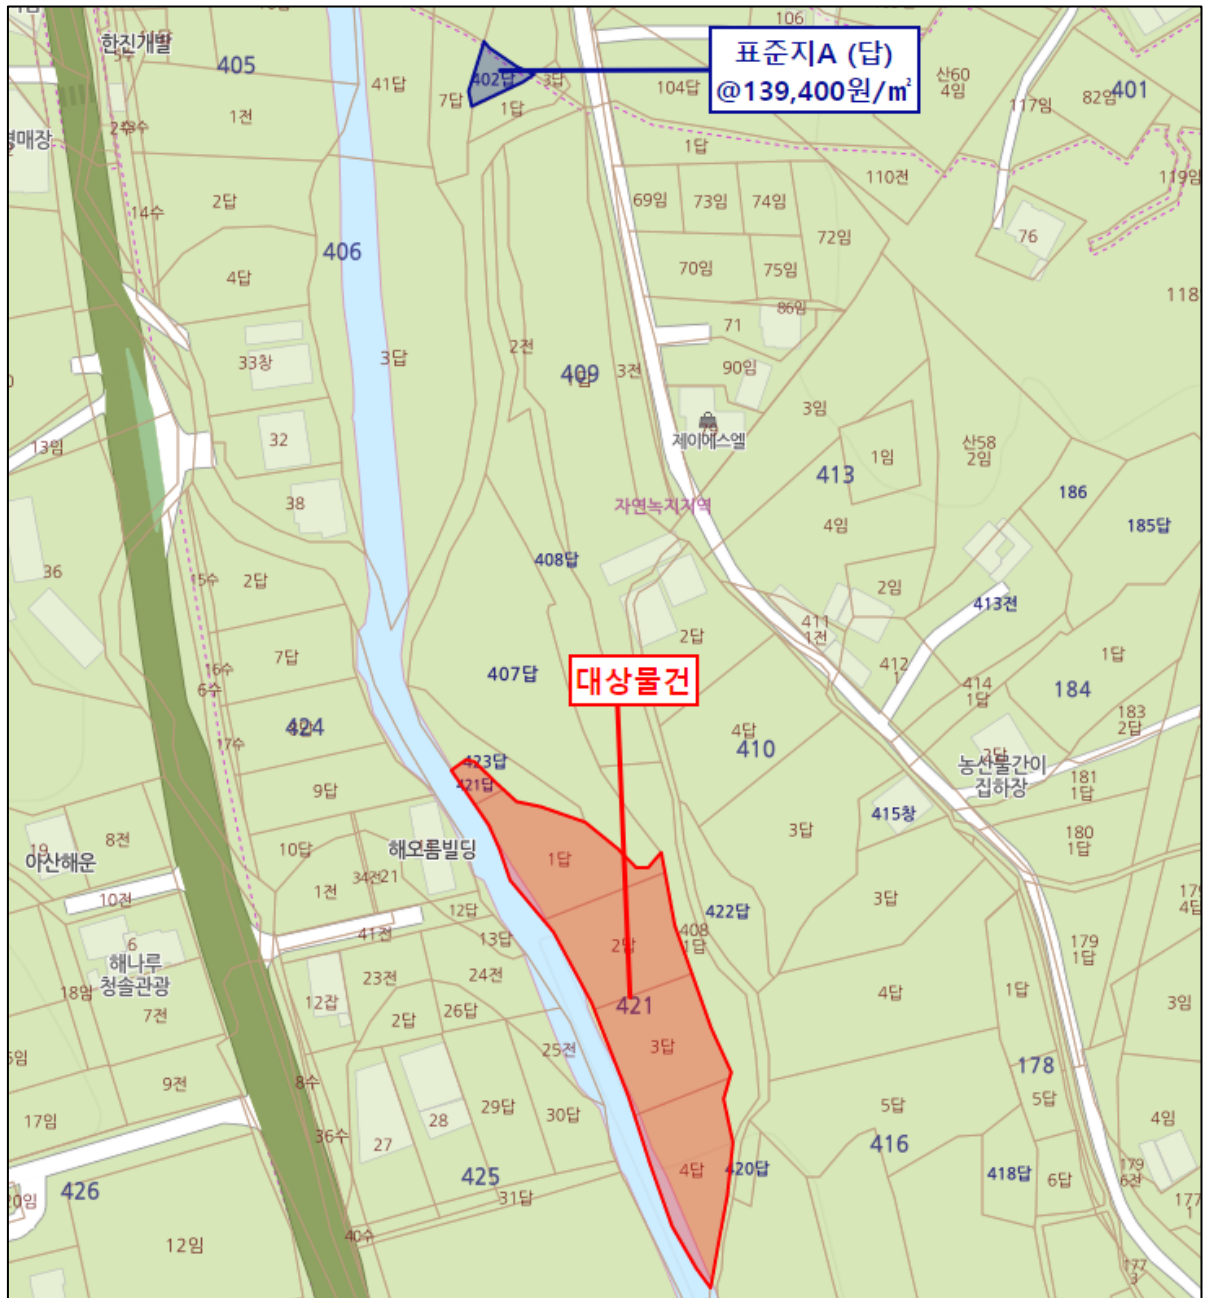 106
한진개발
405
41답
402답
3답
7답
1답
표준지A (답)
@139,400원/㎡
104답
산60
4임
117임
82임
401
1전
경매장
1답
110전
119임
2답
14수
69임
73임
74임
72임
76
406
4답
70임
75임
118
86임
71
33창
3답
2전
409
3전
90임
3임
32
제이에스엘
13임
413
1임
산58
2임
186
185답
38
자연녹지지역
4임
36
15수
2답
408답
2임
413전
411
1전
2답
7답
16수
6수
407답
대상물건
412
1
414
1답
1답
184
183
2답
424
17수
4답
410
423답
421답
농산물간이
집하장
181
1답
9답
415창
19
8전
아산해운
10답
해오름빌딩
1답
3답
180
1답
1전
34전
21
10전
12답
422답
3답
41전
13답
2답
408
1답
179
1답
6
해나루
청솔관광
18임
7전
23전
24전
12잡
2답
26답
421
4답
1답
3임
25전
3답
178
9전
8수
29답
30답
5답
5답
17임
36수
28
27
416
4임
426
425
4답
420답
418답
6답
179
6전
31답
177
1
12임
40수
177
3